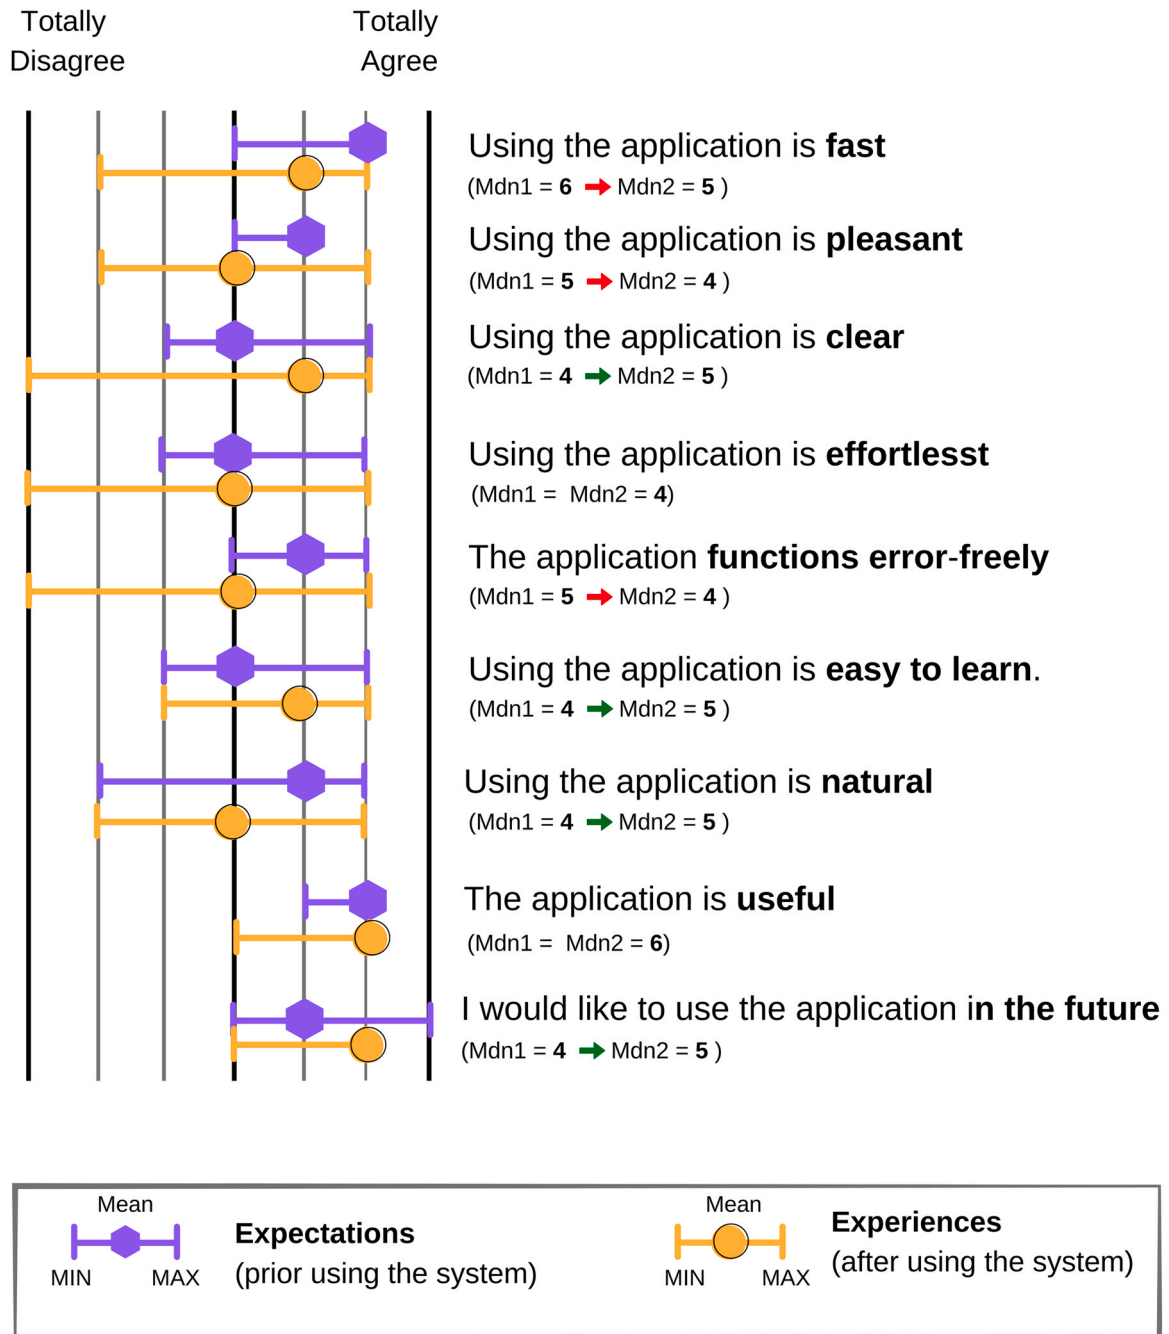 Totally
Disagree
Totally
Agree
Using the application is fast
(Mdn1 = 6 Mdn2 = 5 )
Using the application is pleasant
(Mdn1 = 5 Mdn2 = 4 )
Using the application is clear
(Mdn1 = 4 Mdn2 = 5 )
Using the application is effortlesst
(Mdn1 = Mdn2 = 4)
The application functions error-freely
(Mdn1 = 5 Mdn2 = 4 )
Using the application is easy to learn.
(Mdn1 = 4 Mdn2 = 5 )
Using the application is natural
(Mdn1 = 4 Mdn2 = 5 )
The application is useful
(Mdn1 = Mdn2 = 6)
I would like to use the application in the future
(Mdn1 = 4 Mdn2 = 5 )
Mean
MIN MAX
Expectations
(prior using the system)
Mean
MIN MAX
Experiences
(after using the system)